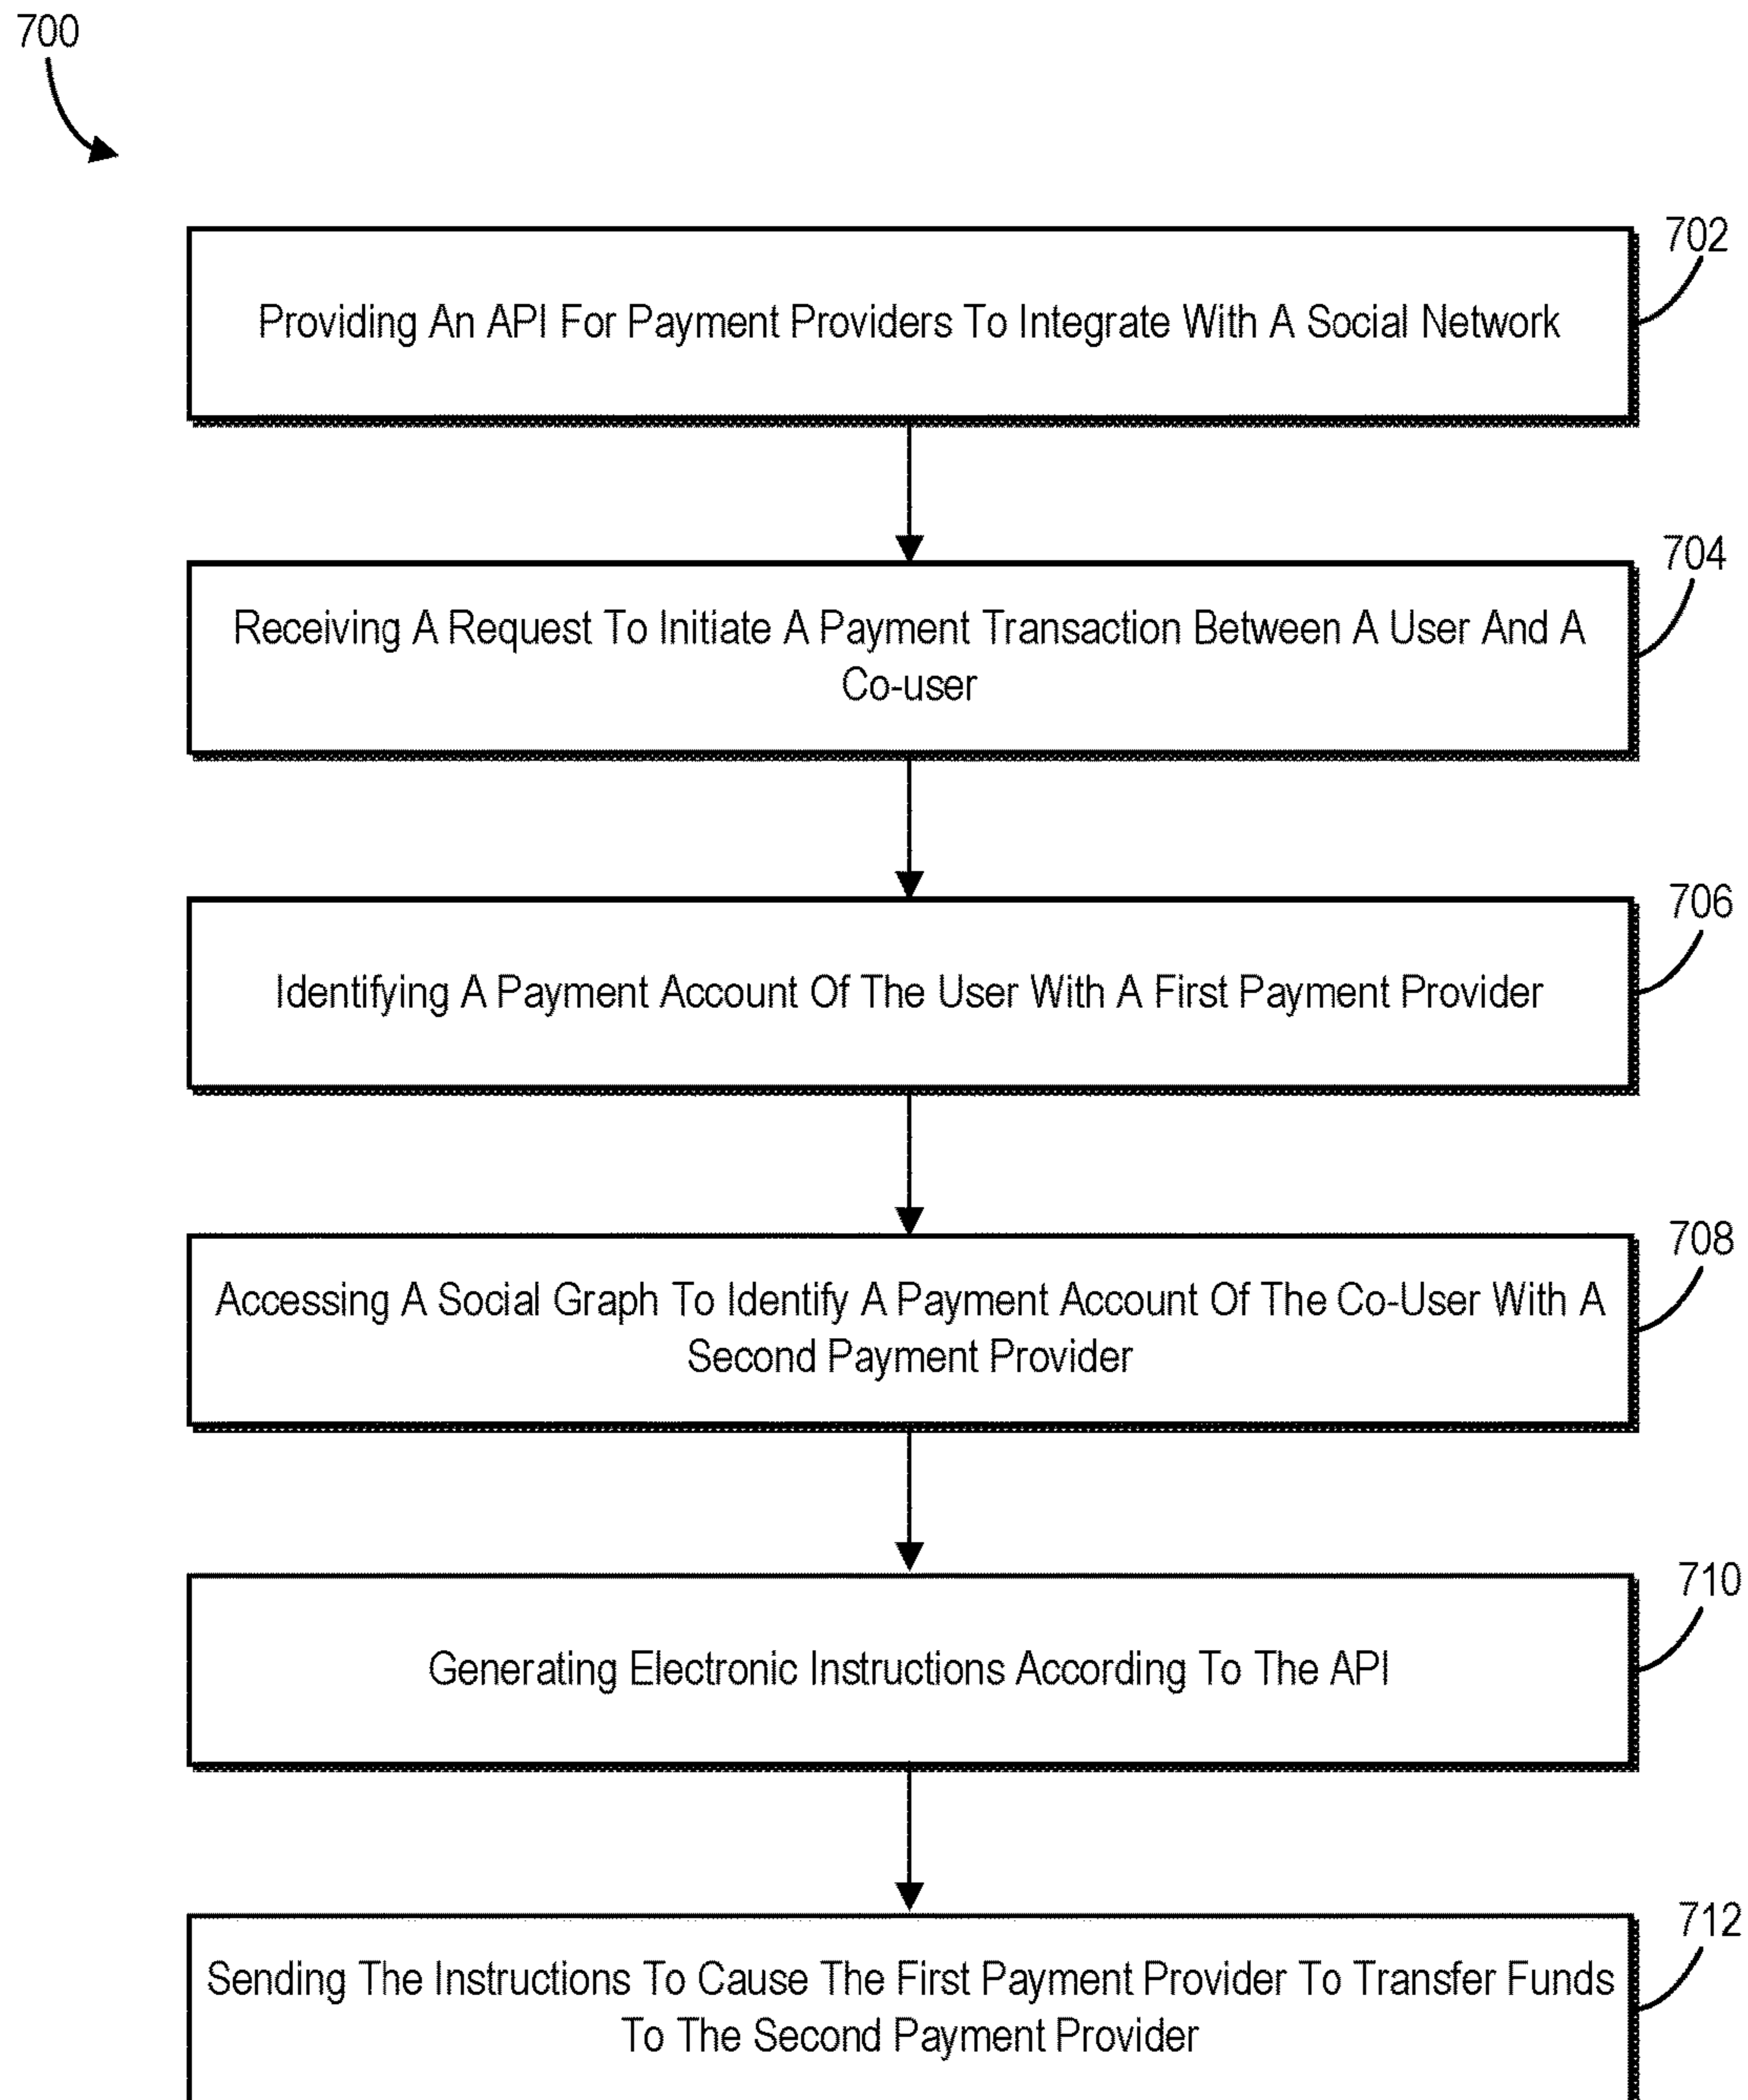 700
702
Providing An API For Payment Providers To Integrate With A Social Network
704
Receiving A Request To Initiate A Payment Transaction Between A User And A
Co-user
706
Identifying A Payment Account Of The User With A First Payment Provider
708
Accessing A Social Graph To Identify A Payment Account Of The Co-User With A
Second Payment Provider
710
Generating Electronic Instructions According To The API
712
Sending The Instructions To Cause The First Payment Provider To Transfer Funds
To The Second Payment Provider